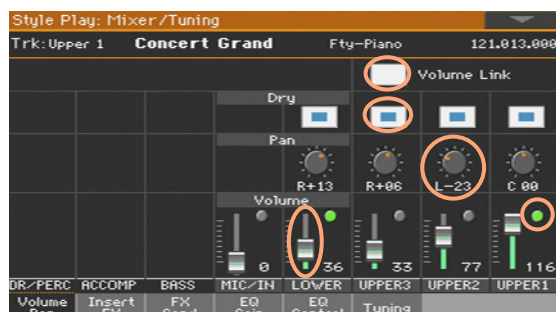 Style Play: Mixer/Tuning
Trk: Upper 1 Concert Grand Fty-Piano 121.013.000
Volume Link
Dry
Pan
R+13 R+06 L-23 C 00
Volume
0 36 33 77 116
DR/PERC ACCOMP BASS MIC/IN LOWER UPPER3 UPPER2 UPPER1
Volume Insert FX EQ EQ Tuning